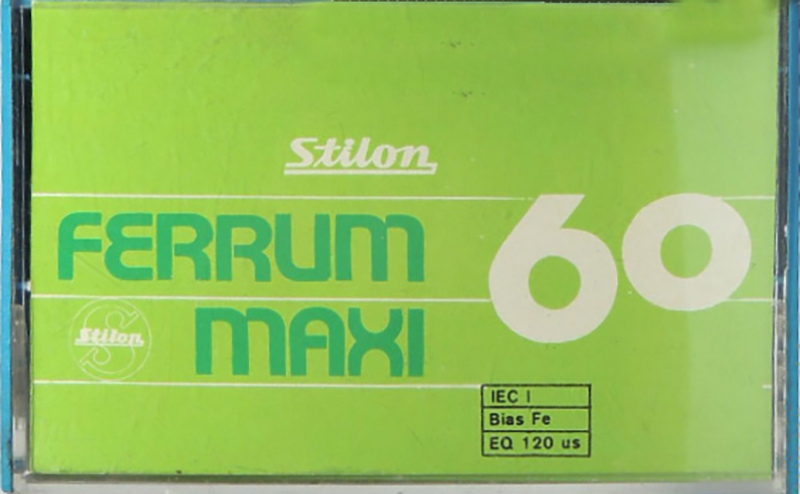 Stilon
FERRUM
MAXI
60
Stilon
IEC I
Bias Fe
EQ 120 us